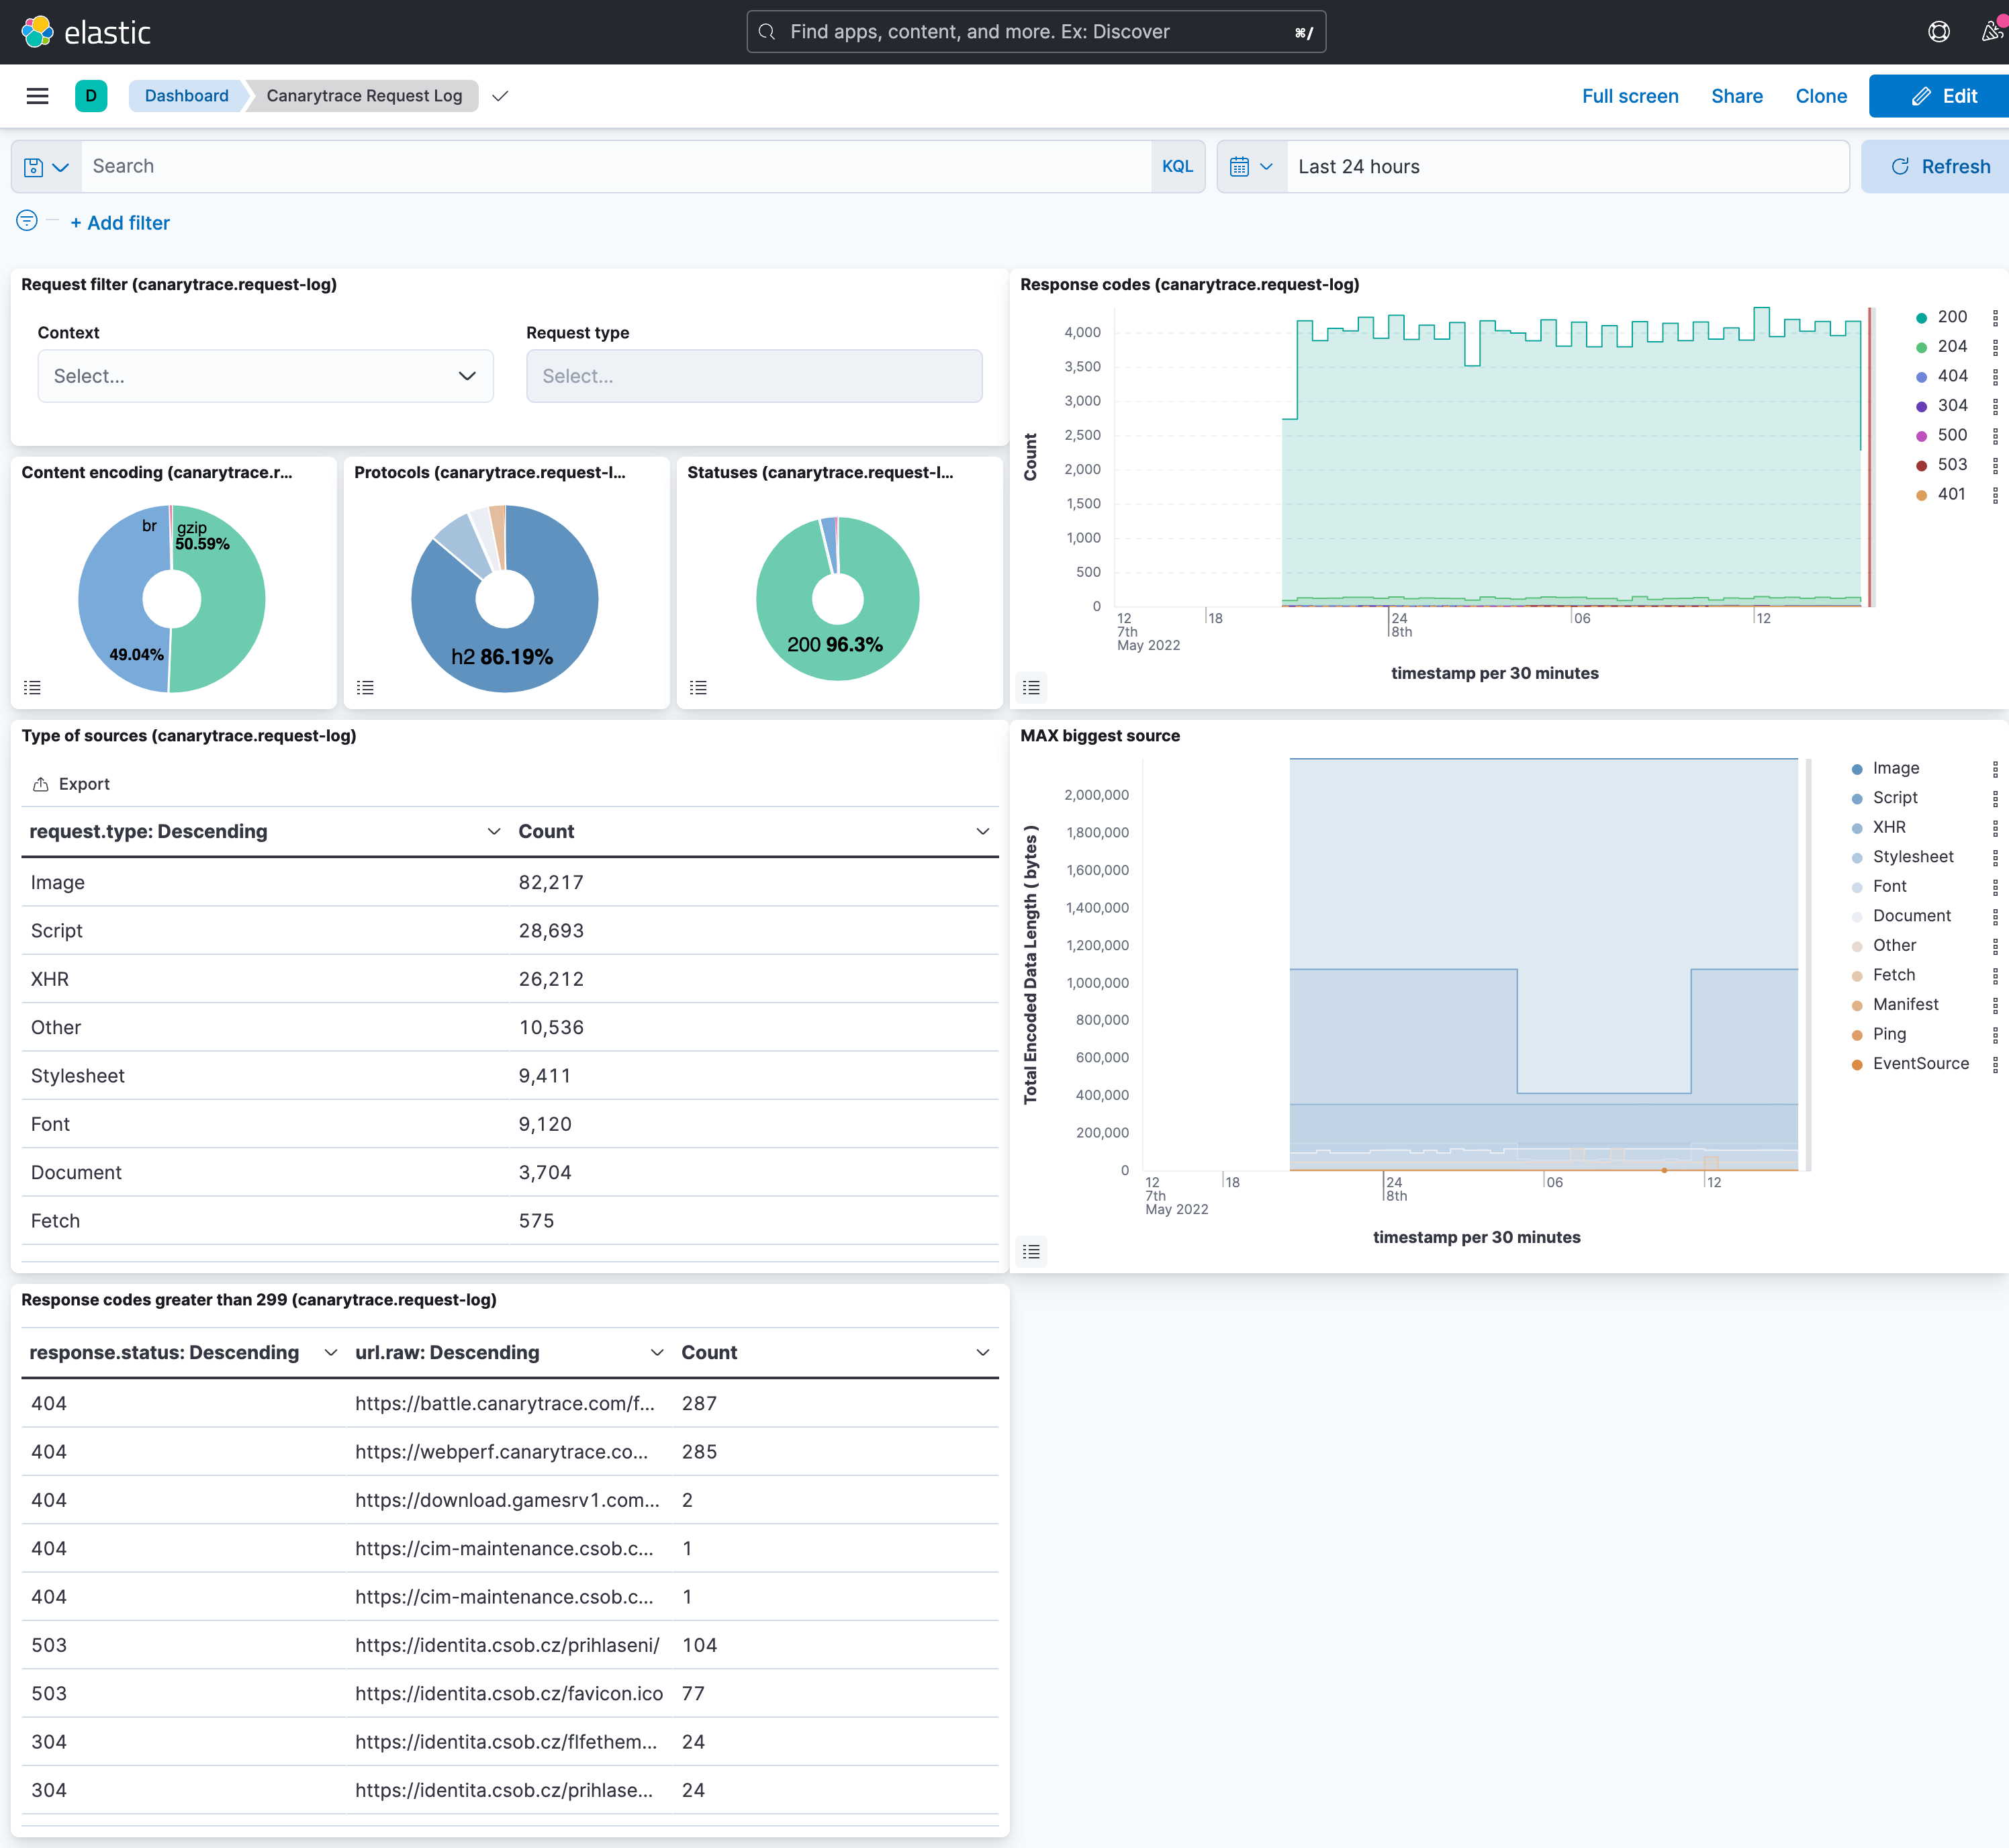 elastic
Find apps, content, and more. Ex: Discover
⌘/
D
Dashboard
Canarytrace Request Log
Full screen
Share
Clone
Edit
Search
KQL
Last 24 hours
Refresh
+ Add filter
Request filter (canarytrace.request-log)
Context
Request type
Select...
Select...
Response codes (canarytrace.request-log)
Count
4,000
3,500
3,000
2,500
2,000
1,500
1,000
500
0
12
7th
May 2022
18
24
8th
06
12
timestamp per 30 minutes
200
204
404
304
500
503
401
Content encoding (canarytrace.r...
br
gzip
50.59%
49.04%
Protocols (canarytrace.request-l...
h2 86.19%
Statuses (canarytrace.request-l...
200 96.3%
Type of sources (canarytrace.request-log)
Export
request.type: Descending
Count
Image
82,217
Script
28,693
XHR
26,212
Other
10,536
Stylesheet
9,411
Font
9,120
Document
3,704
Fetch
575
MAX biggest source
Total Encoded Data Length ( bytes )
2,000,000
1,800,000
1,600,000
1,400,000
1,200,000
1,000,000
800,000
600,000
400,000
200,000
0
12
7th
May 2022
18
24
8th
06
12
timestamp per 30 minutes
Image
Script
XHR
Stylesheet
Font
Document
Other
Fetch
Manifest
Ping
EventSource
Response codes greater than 299 (canarytrace.request-log)
response.status: Descending
url.raw: Descending
Count
404
https://battle.canarytrace.com/f...
287
404
https://webperf.canarytrace.co...
285
404
https://download.gamesrv1.com...
2
404
https://cim-maintenance.csob.c...
1
404
https://cim-maintenance.csob.c...
1
503
https://identita.csob.cz/prihlaseni/
104
503
https://identita.csob.cz/favicon.ico
77
304
https://identita.csob.cz/flfethem...
24
304
https://identita.csob.cz/prihlase...
24